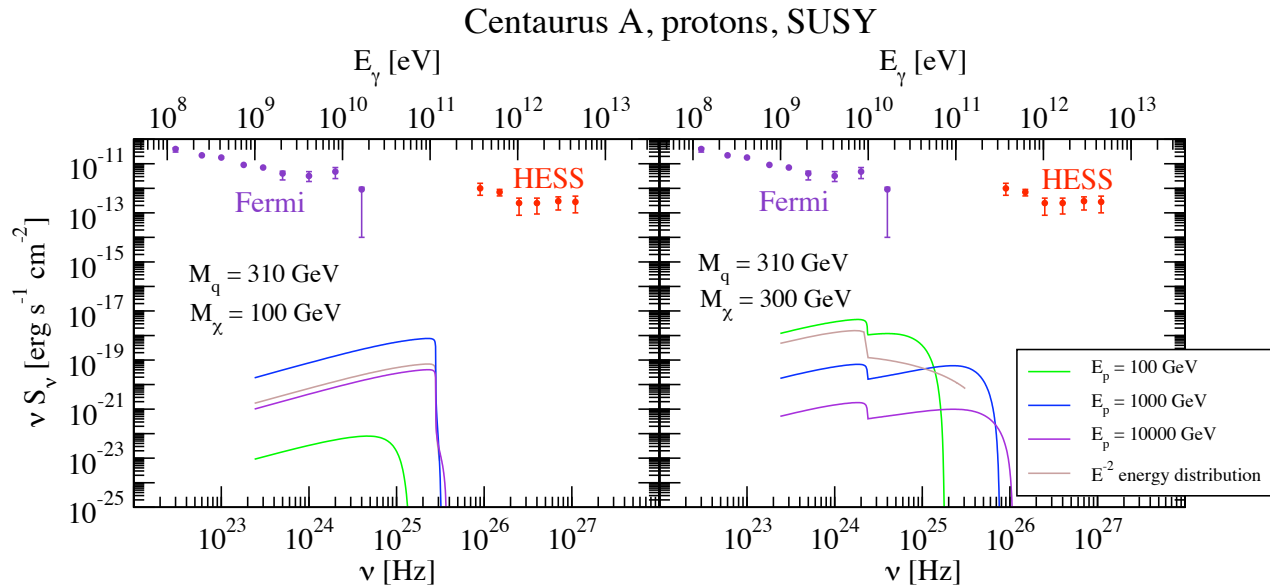 Centaurus A, protons, SUSY
E_γ [eV]
E_γ [eV]
10^8 10^9 10^10 10^11 10^12 10^13
10^8 10^9 10^10 10^11 10^12 10^13
ν S_ν [erg s^-1 cm^-2]
10^-11
10^-13
10^-15
10^-17
10^-19
10^-21
10^-23
10^-25
Fermi
HESS
M_q = 310 GeV
M_χ = 100 GeV
Fermi
HESS
M_q = 310 GeV
M_χ = 300 GeV
E_p = 100 GeV
E_p = 1000 GeV
E_p = 10000 GeV
E^-2 energy distribution
10^23 10^24 10^25 10^26 10^27
10^23 10^24 10^25 10^26 10^27
ν [Hz]
ν [Hz]